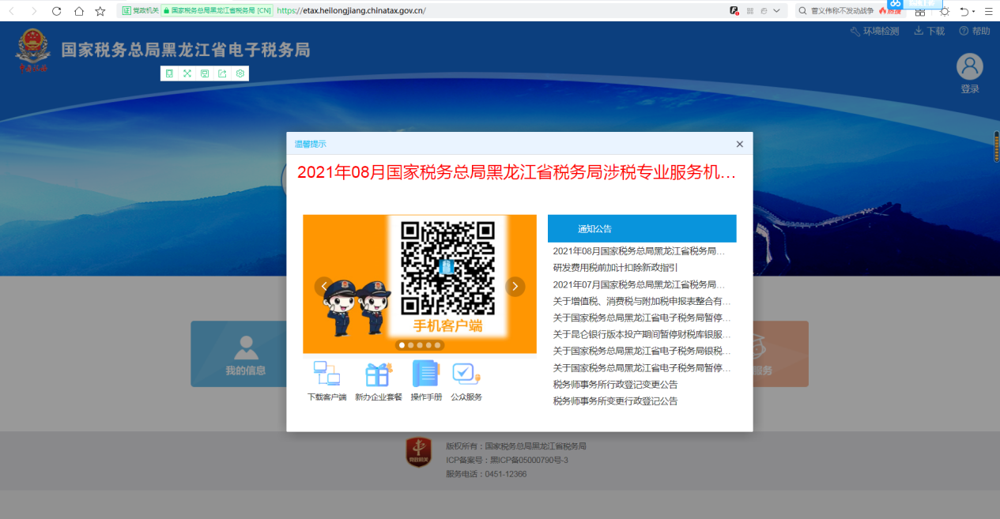 党政机关 国家税务总局黑龙江省税务局 [CN] https://etax.heilongjiang.chinatax.gov.cn/
菅义伟称不发动战争 热搜
国家税务总局黑龙江省电子税务局
环境检测 下载 帮助
登录
温馨提示
2021年08月国家税务总局黑龙江省税务局涉税专业服务机…
手机客户端
下载客户端 新办企业套餐 操作手册 公众服务
通知公告
2021年08月国家税务总局黑龙江省税务局…
研发费用税前加计扣除新政指引
2021年07月国家税务总局黑龙江省税务局…
关于增值税、消费税与附加税申报表整合有…
关于国家税务总局黑龙江省电子税务局暂停…
关于昆仑银行版本投产期间暂停财税库银服…
关于国家税务总局黑龙江省电子税务局银税…
关于国家税务总局黑龙江省电子税务局暂停…
税务师事务所行政登记变更公告
税务师事务所变更行政登记公告
我的信息
服务
版权所有：国家税务总局黑龙江省税务局
ICP备案号：黑ICP备05000790号-3
服务电话：0451-12366